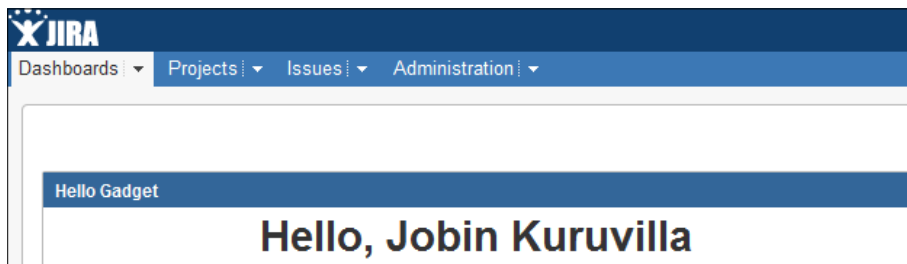 JIRA
Dashboards Projects Issues Administration
Hello Gadget
Hello, Jobin Kuruvilla